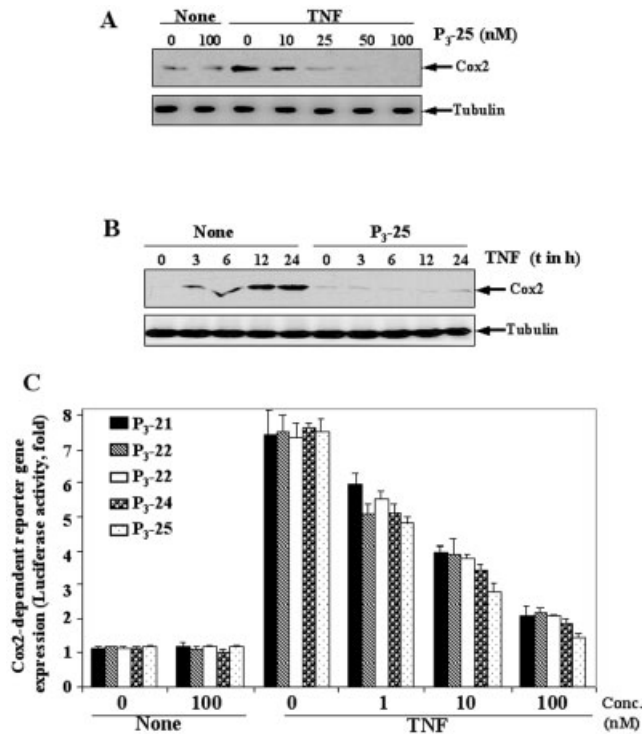 A
None TNF
0 100 0 10 25 50 100 P3-25 (nM)
Cox2
Tubulin
B
None P3-25
0 3 6 12 24 0 3 6 12 24 TNF (t in h)
Cox2
Tubulin
C
Cox2-dependent reporter gene
expression (Luciferase activity, fold)
8
7
6
5
4
3
2
1
0
P3-21
P3-22
P3-22
P3-24
P3-25
0 100 0 1 10 100 Conc.
None TNF (nM)